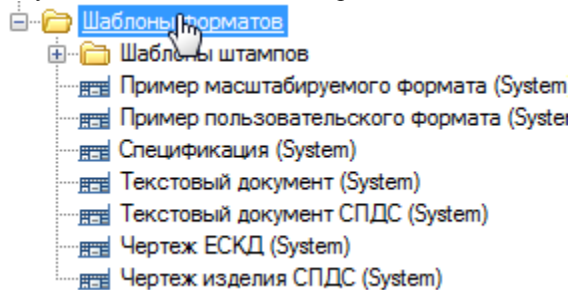 Шаблоны форматов
Шаблоны штампов
Пример масштабируемого формата (System
Пример пользовательского формата (System
Спецификация (System)
Текстовый документ (System)
Текстовый документ СПДС (System)
Чертеж ЕСКД (System)
Чертеж изделия СПДС (System)